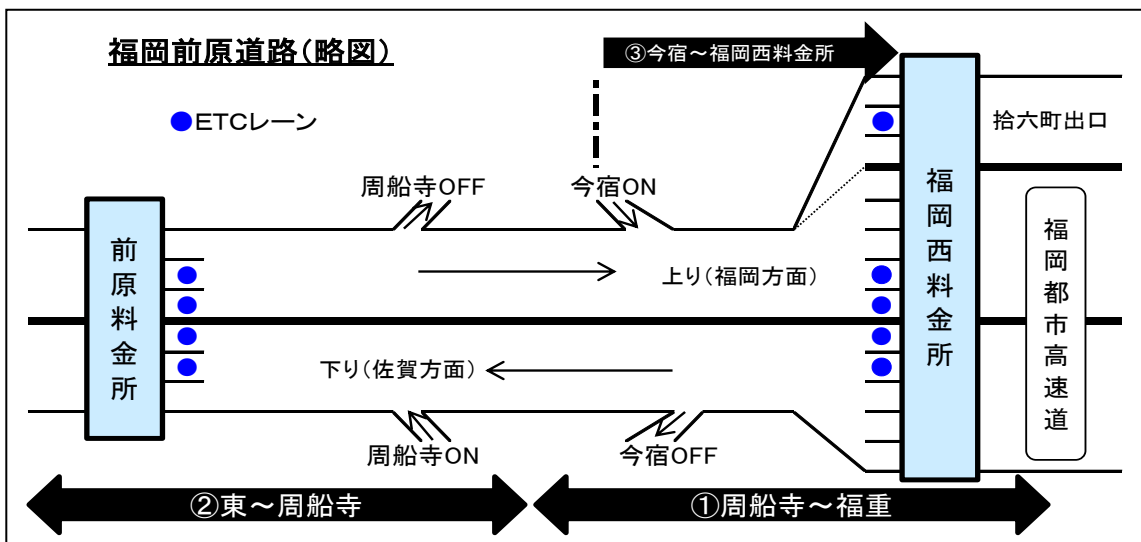 福岡前原道路(略図)
③今宿～福岡西料金所
●ETCレーン
拾六町出口
周船寺OFF
今宿ON
前原料金所
福岡西料金所
福岡都市高速道
上り(福岡方面)
下り(佐賀方面)
周船寺ON
今宿OFF
②東～周船寺
①周船寺～福重